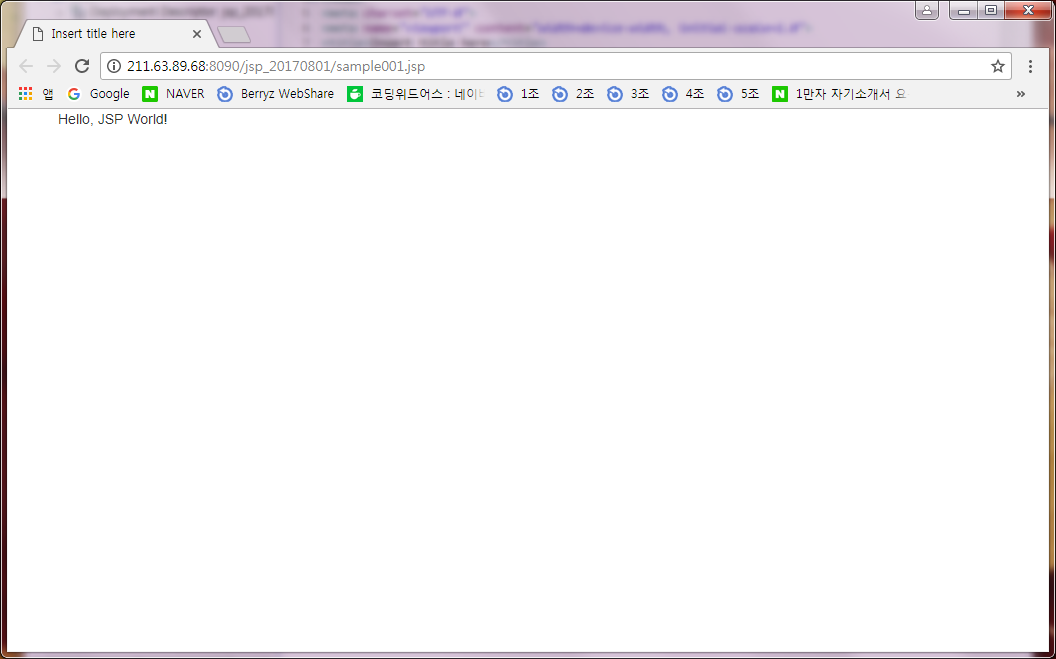 Insert title here
211.63.89.68:8090/jsp_20170801/sample001.jsp
앱 Google NAVER Berryz WebShare 코딩위드어스 : 네이 1조 2조 3조 4조 5조 1만자 자기소개서 요 »
Hello, JSP World!